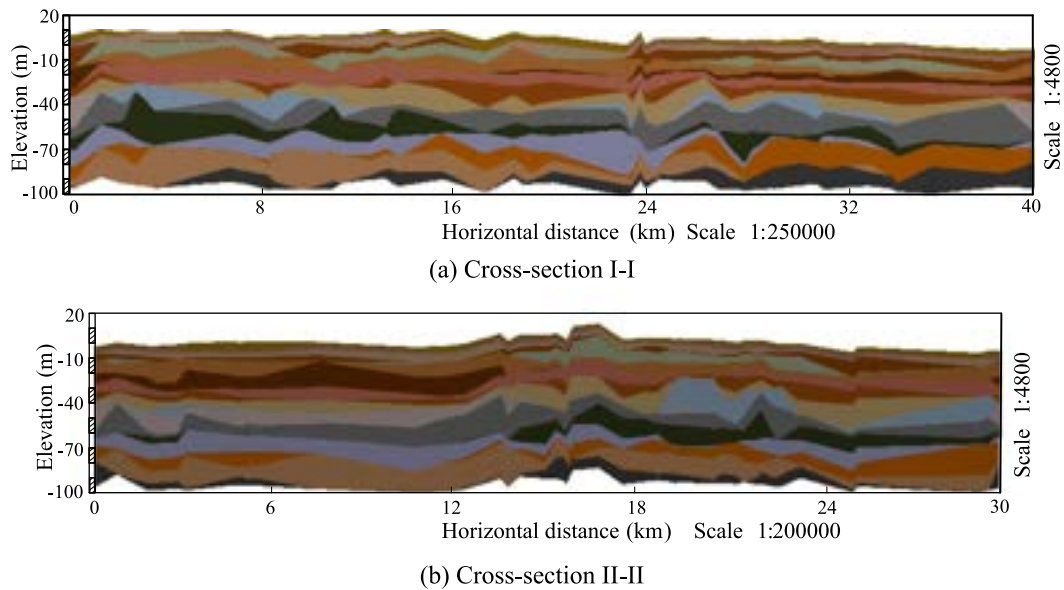 20
-10
-40
-70
-100
Elevation (m)
Scale 1:4800
0
8
16
24
32
40
Horizontal distance (km) Scale 1:250000
(a) Cross-section I-I
20
-10
-40
-70
-100
Elevation (m)
Scale 1:4800
0
6
12
18
24
30
Horizontal distance (km) Scale 1:200000
(b) Cross-section II-II